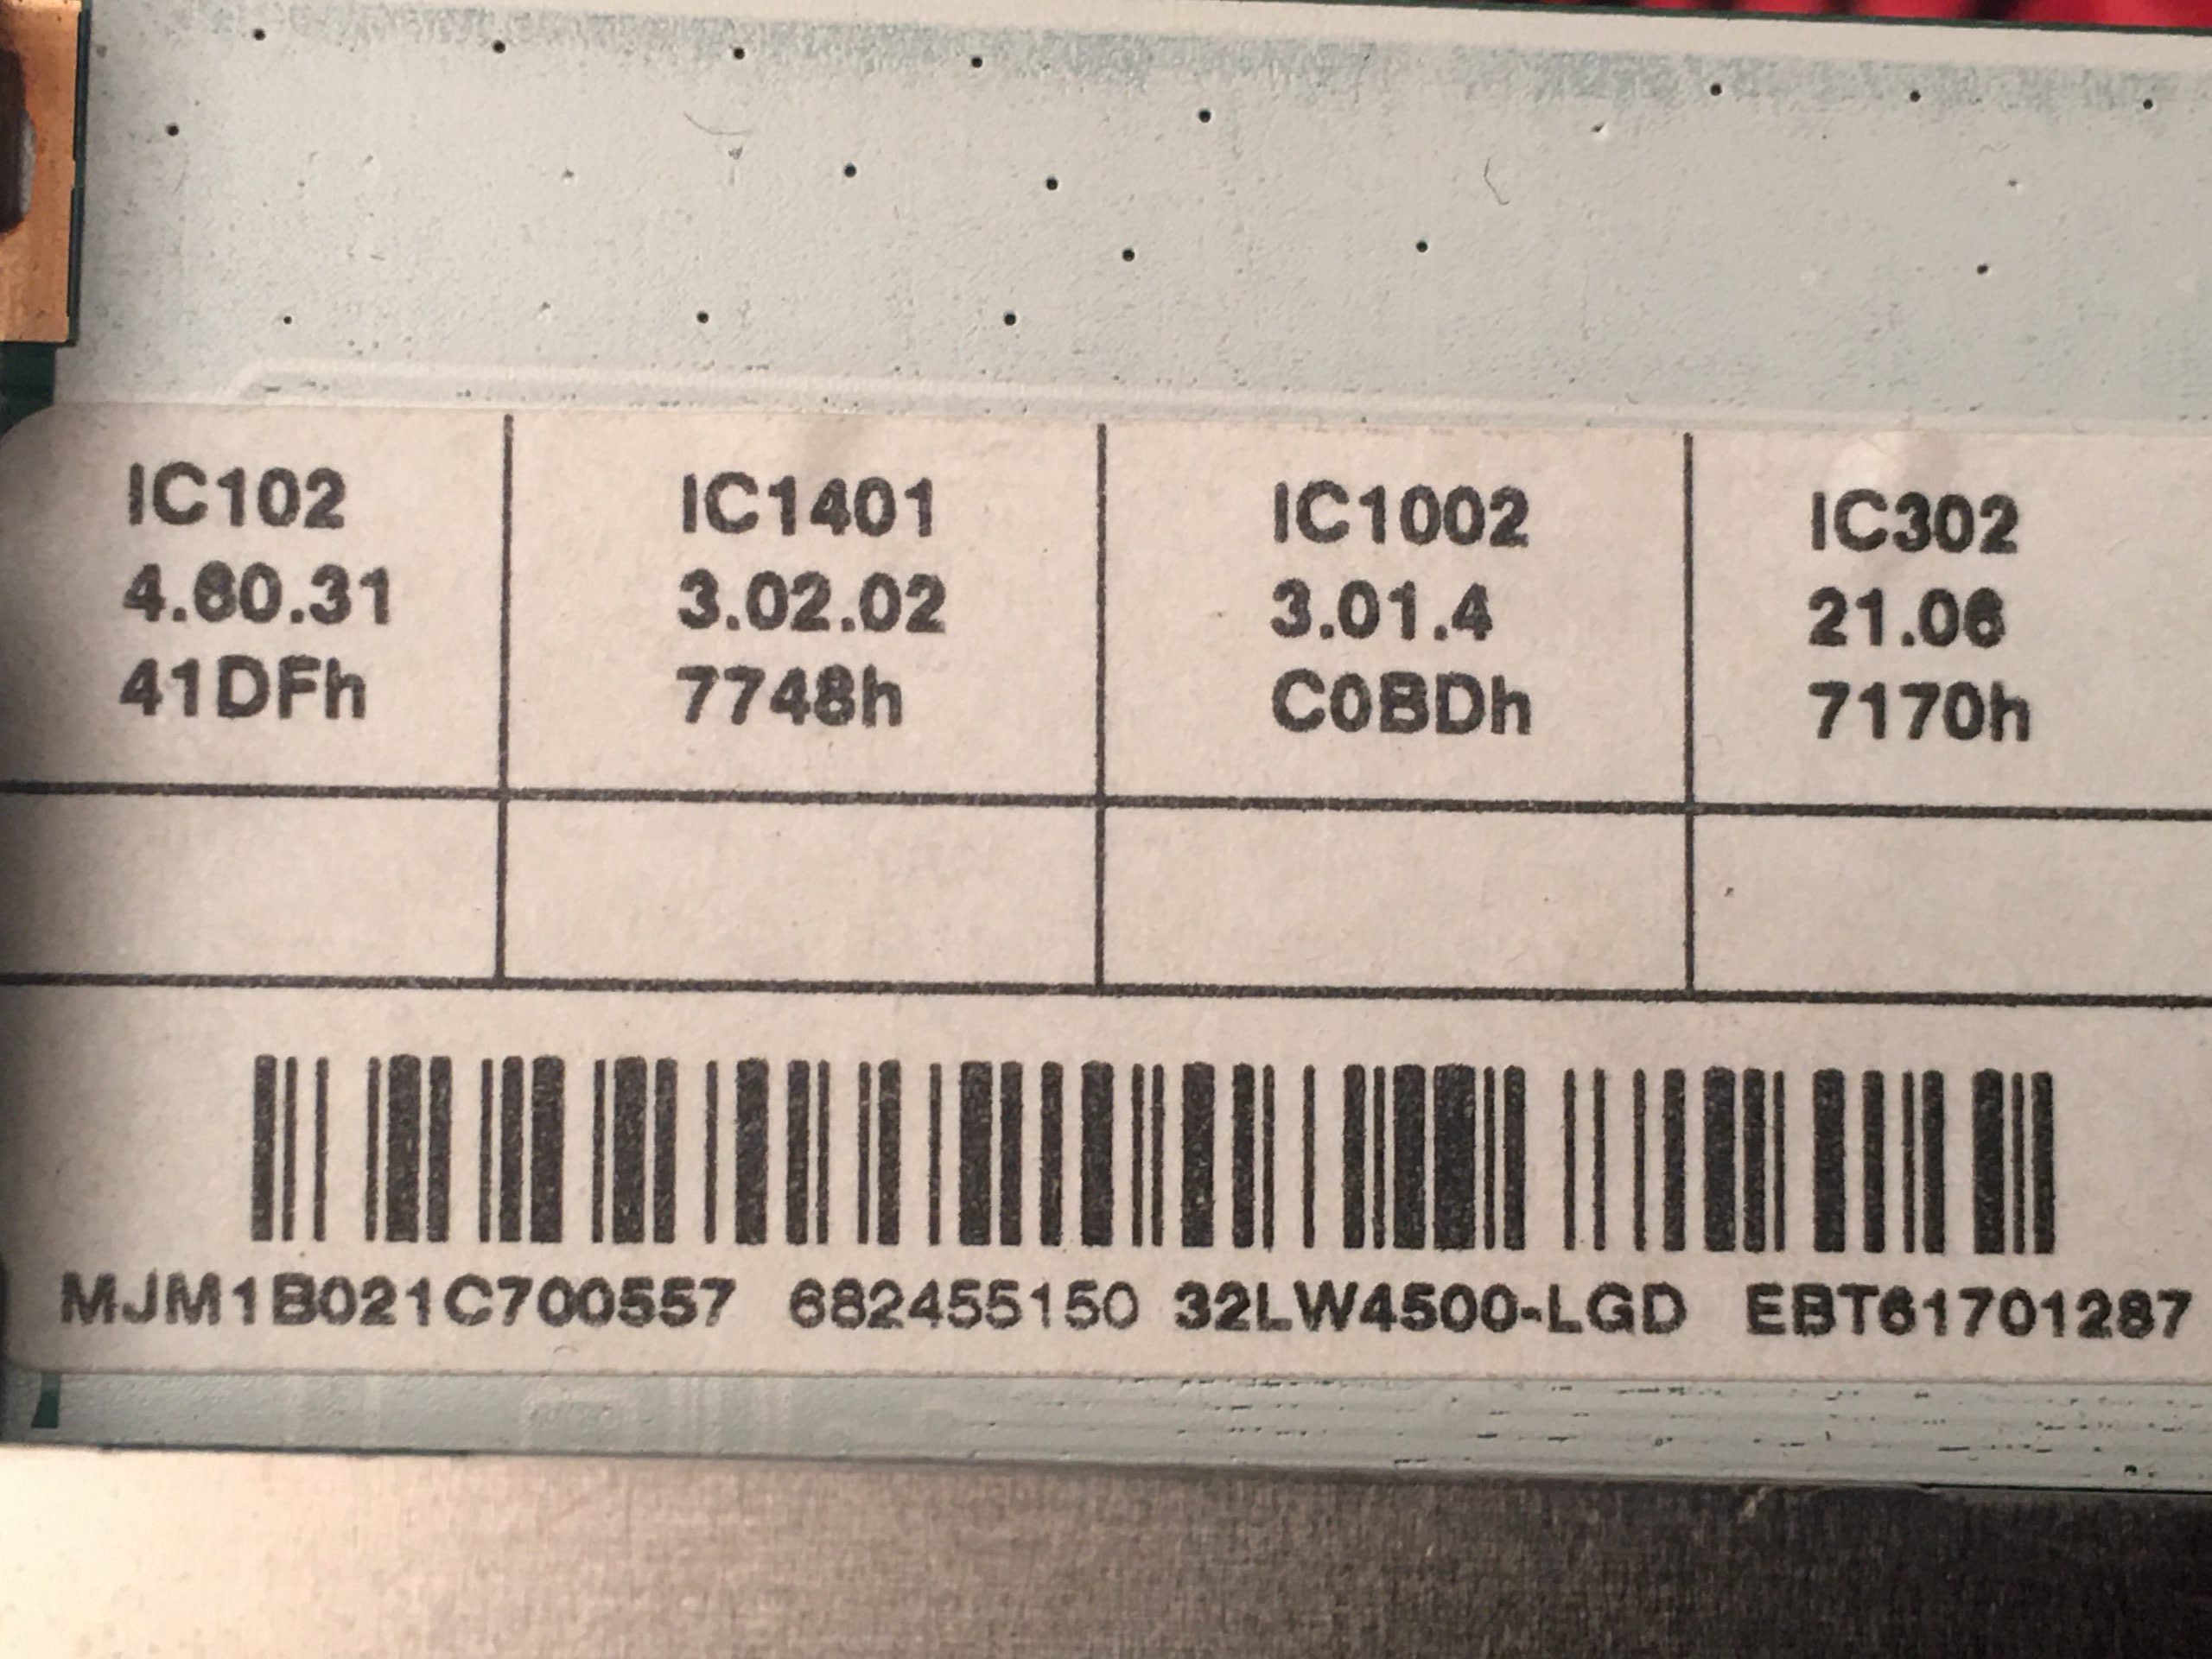 IC102 IC1401 IC1002 IC302
4.60.31 3.02.02 3.01.4 21.06
41DFh 7748h C0BDh 7170h
MJM1B021C700557 682455150 32LW4500-LGD EBT61701287